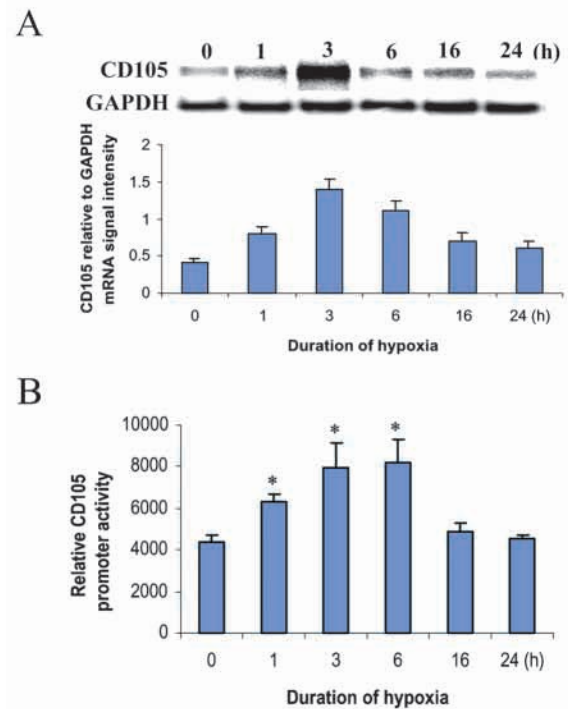 A
0 1 3 6 16 24 (h)
CD105
GAPDH
CD105 relative to GAPDH
mRNA signal intensity
2
1.5
1
0.5
0
0 1 3 6 16 24 (h)
Duration of hypoxia
B
Relative CD105
promoter activity
10000
8000
6000
4000
2000
0
* * *
0 1 3 6 16 24 (h)
Duration of hypoxia